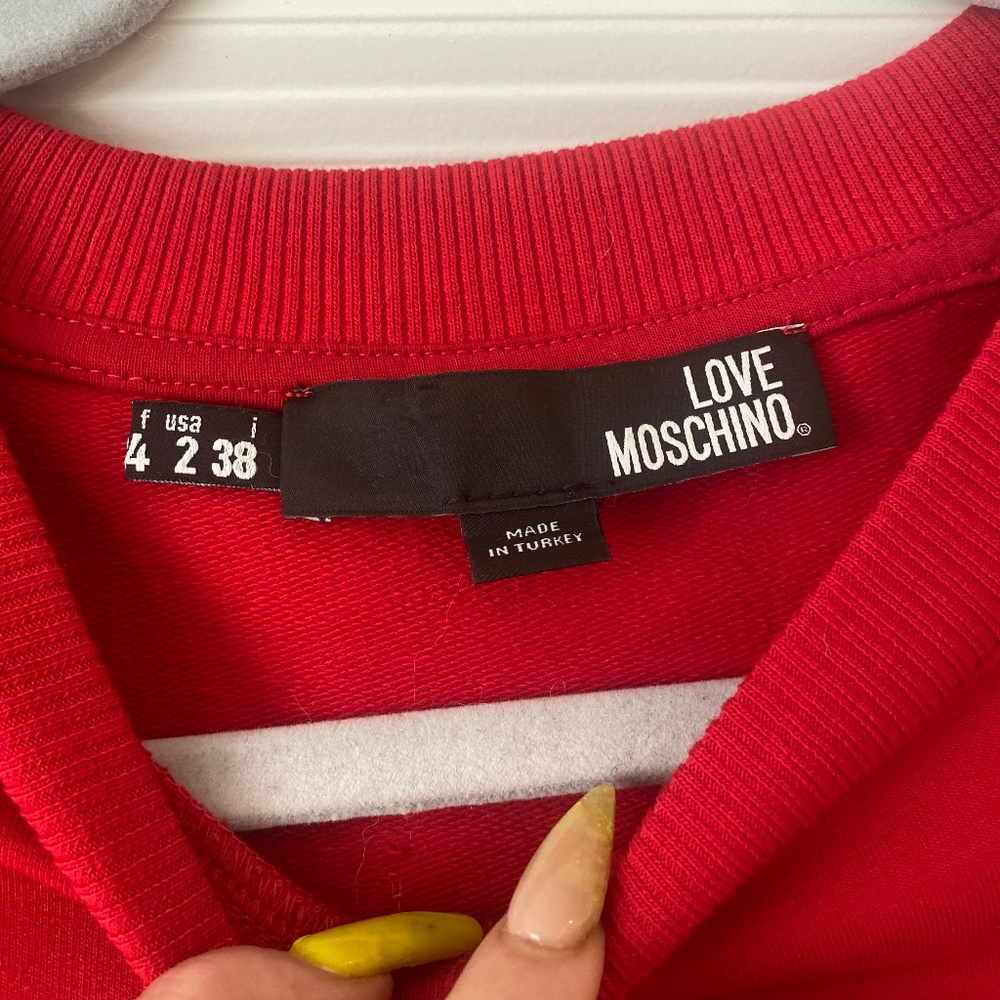 f usa i
4 2 38
LOVE
MOSCHINO®
MADE
IN TURKEY